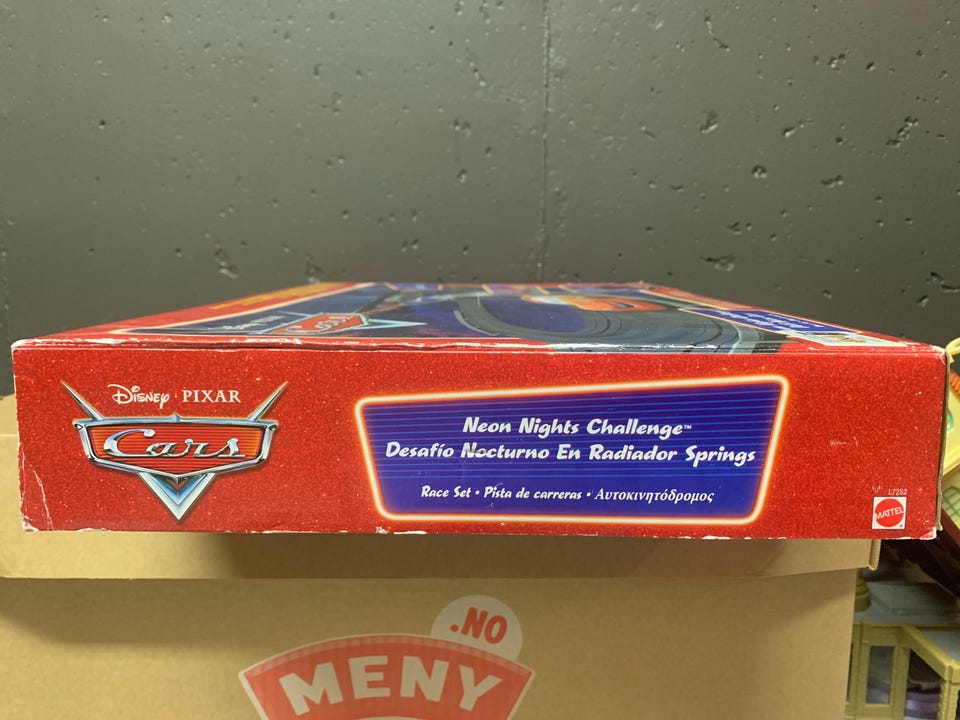 Disney · PIXAR
Cars
Neon Nights Challenge™
Desafío Nocturno En Radiador Springs
Race Set • Pista de carreras • Αυτοκινητόδρομος
L7252
MATTEL
.NO
MENY